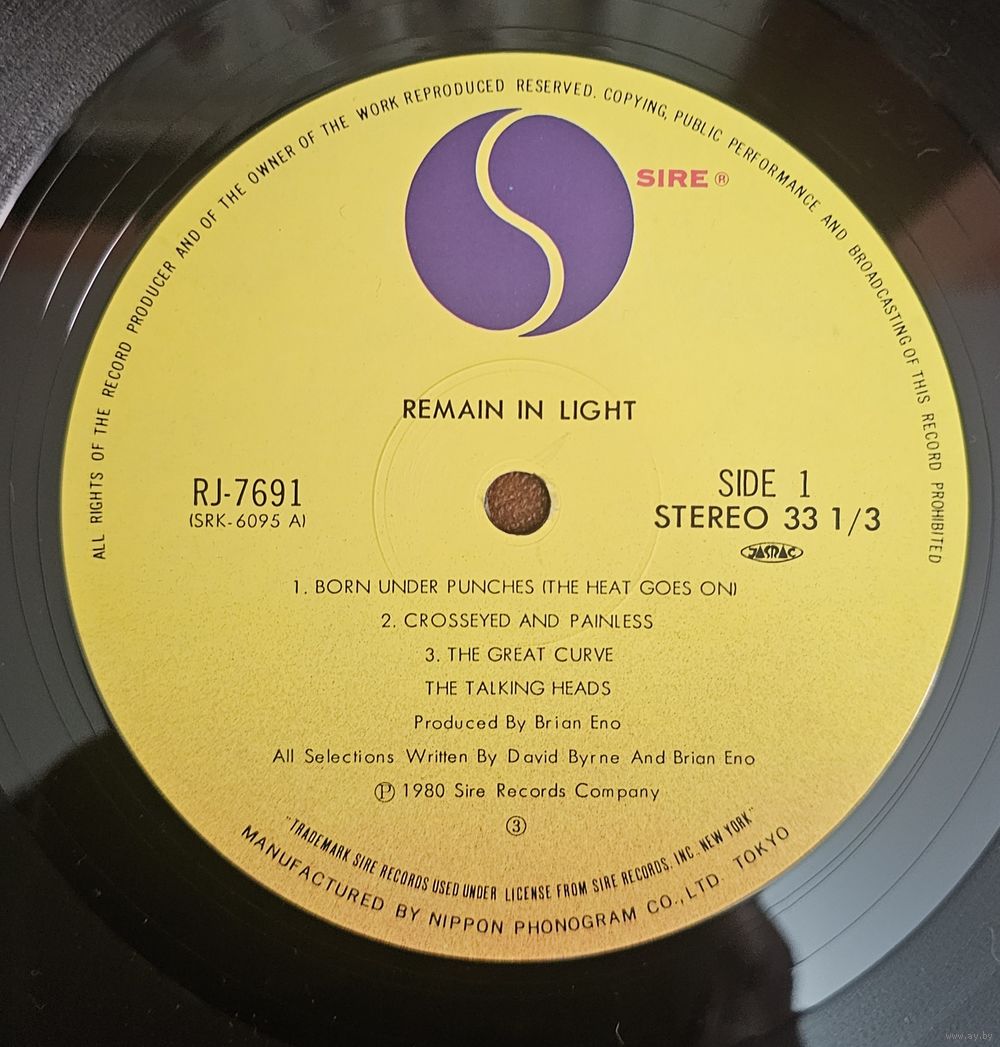 ALL RIGHTS OF THE RECORD PRODUCER AND OF THE OWNER OF THE WORK REPRODUCED RESERVED. COPYING, PUBLIC PERFORMANCE AND BROADCASTING OF THIS RECORD PROHIBITED
SIRE ®
REMAIN IN LIGHT
RJ-7691
(SRK-6095 A)
SIDE 1
STEREO 33 1/3
JASRAC
1. BORN UNDER PUNCHES (THE HEAT GOES ON)
2. CROSSEYED AND PAINLESS
3. THE GREAT CURVE
THE TALKING HEADS
Produced By Brian Eno
All Selections Written By David Byrne And Brian Eno
Ⓟ 1980 Sire Records Company
③
"TRADEMARK SIRE RECORDS USED UNDER LICENSE FROM SIRE RECORDS, INC. NEW YORK"
MANUFACTURED BY NIPPON PHONOGRAM CO., LTD. TOKYO
www.ay.by